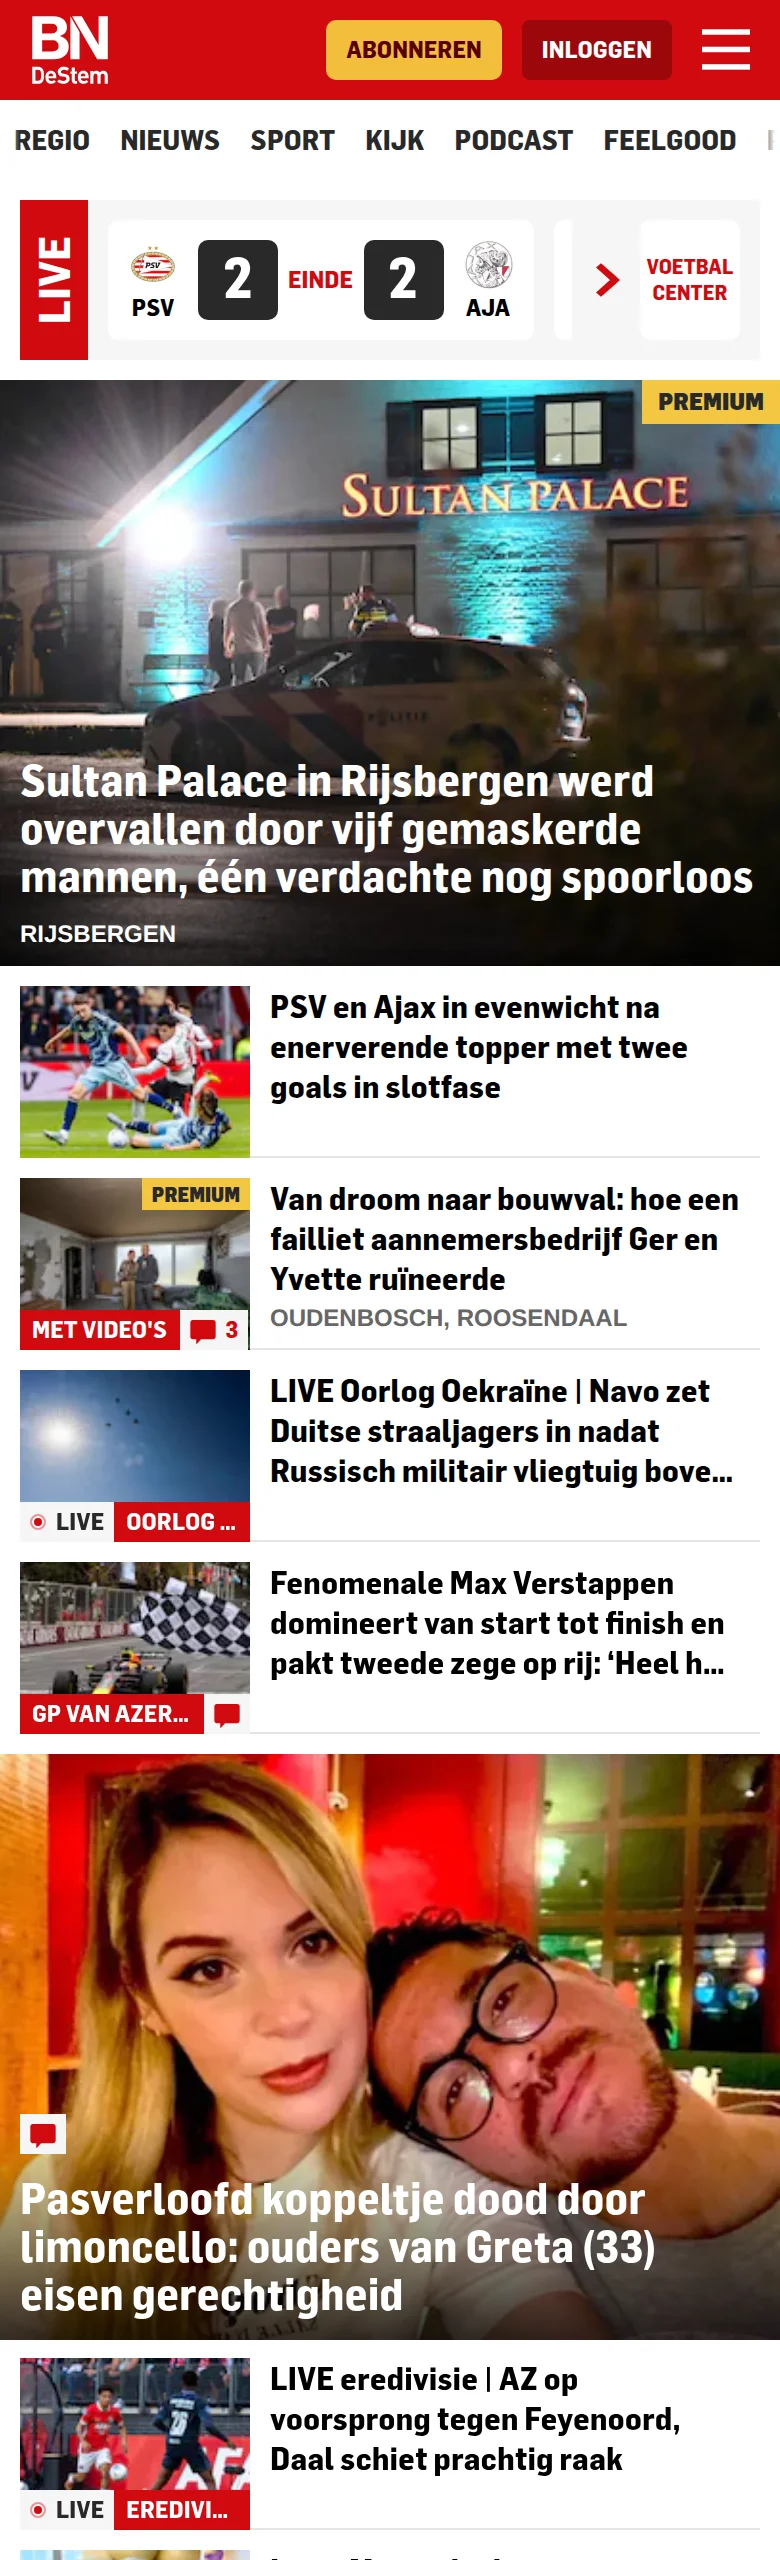 BN
DeStem
ABONNEREN
INLOGGEN
REGIO NIEUWS SPORT KIJK PODCAST FEELGOOD
LIVE
PSV
PSV
2
EINDE
2
AJA
VOETBAL
CENTER
PREMIUM
SULTAN PALACE
POLITIE
Sultan Palace in Rijsbergen werd
overvallen door vijf gemaskerde
mannen, één verdachte nog spoorloos
RIJSBERGEN
PSV en Ajax in evenwicht na
enerverende topper met twee
goals in slotfase
PREMIUM
MET VIDEO'S
3
Van droom naar bouwval: hoe een
failliet aannemersbedrijf Ger en
Yvette ruïneerde
OUDENBOSCH, ROOSENDAAL
LIVE OORLOG ...
LIVE Oorlog Oekraïne | Navo zet
Duitse straaljagers in nadat
Russisch militair vliegtuig bove...
GP VAN AZER...
Fenomenale Max Verstappen
domineert van start tot finish en
pakt tweede zege op rij: ‘Heel h...
Pasverloofd koppeltje dood door
limoncello: ouders van Greta (33)
eisen gerechtigheid
26
AFA
LIVE EREDIVI...
LIVE eredivisie | AZ op
voorsprong tegen Feyenoord,
Daal schiet prachtig raak